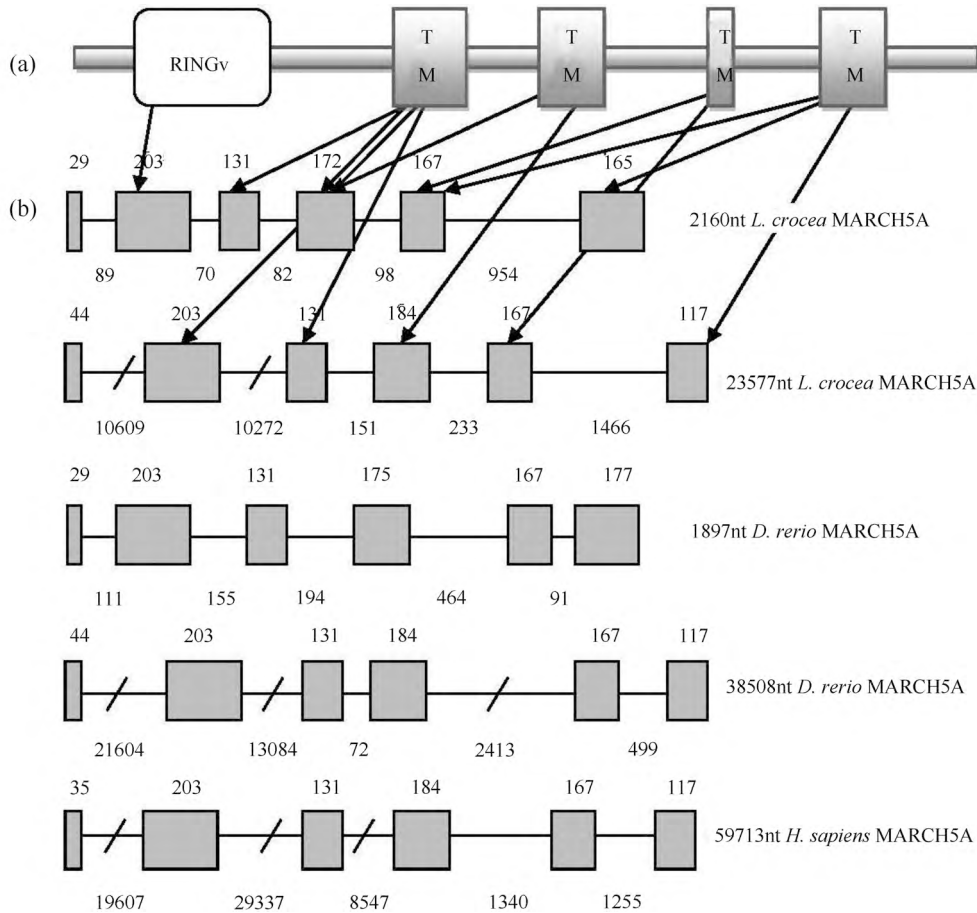 (a)
RINGv
T
M
T
M
T
M
T
M
(b)
29 203 131 172 167 165
2160nt L. crocea MARCH5A
89 70 82 98 954
44 203 131 184 167 117
23577nt L. crocea MARCH5A
10609 10272 151 233 1466
29 203 131 175 167 177
1897nt D. rerio MARCH5A
111 155 194 464 91
44 203 131 184 167 117
38508nt D. rerio MARCH5A
21604 13084 72 2413 499
35 203 131 184 167 117
59713nt H. sapiens MARCH5A
19607 29337 8547 1340 1255